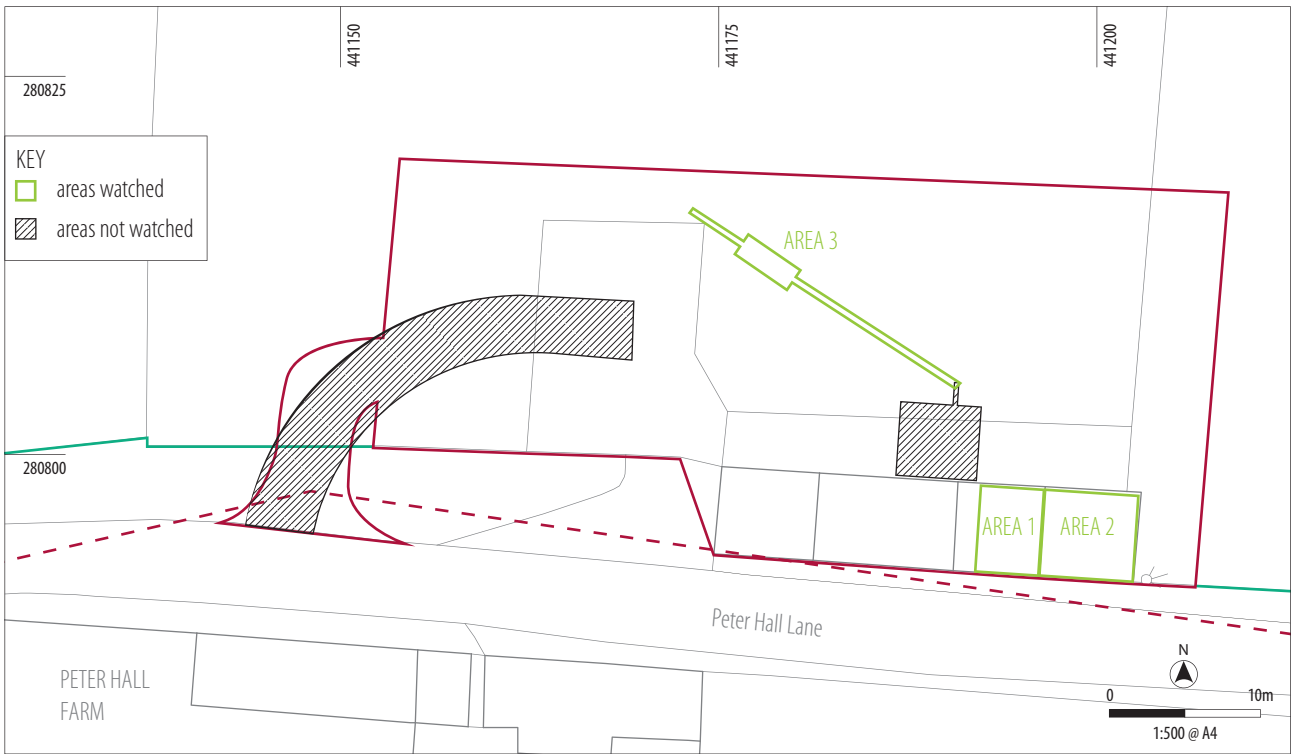 441150
441175
441200
280825
KEY
areas watched
areas not watched
AREA 3
280800
AREA 1
AREA 2
Peter Hall Lane
PETER HALL
FARM
N
0 10m
1:500 @ A4